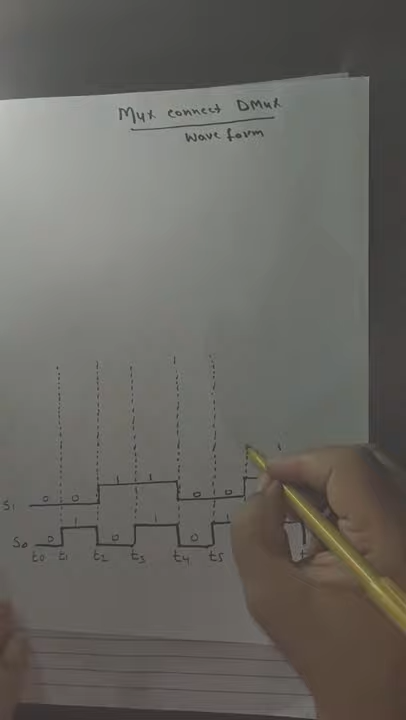 Mux connect DMux
Wave form
S1 0 0 1 1 0 0 1
S0 0 1 0 1 0 1
t0 t1 t2 t3 t4 t5 t